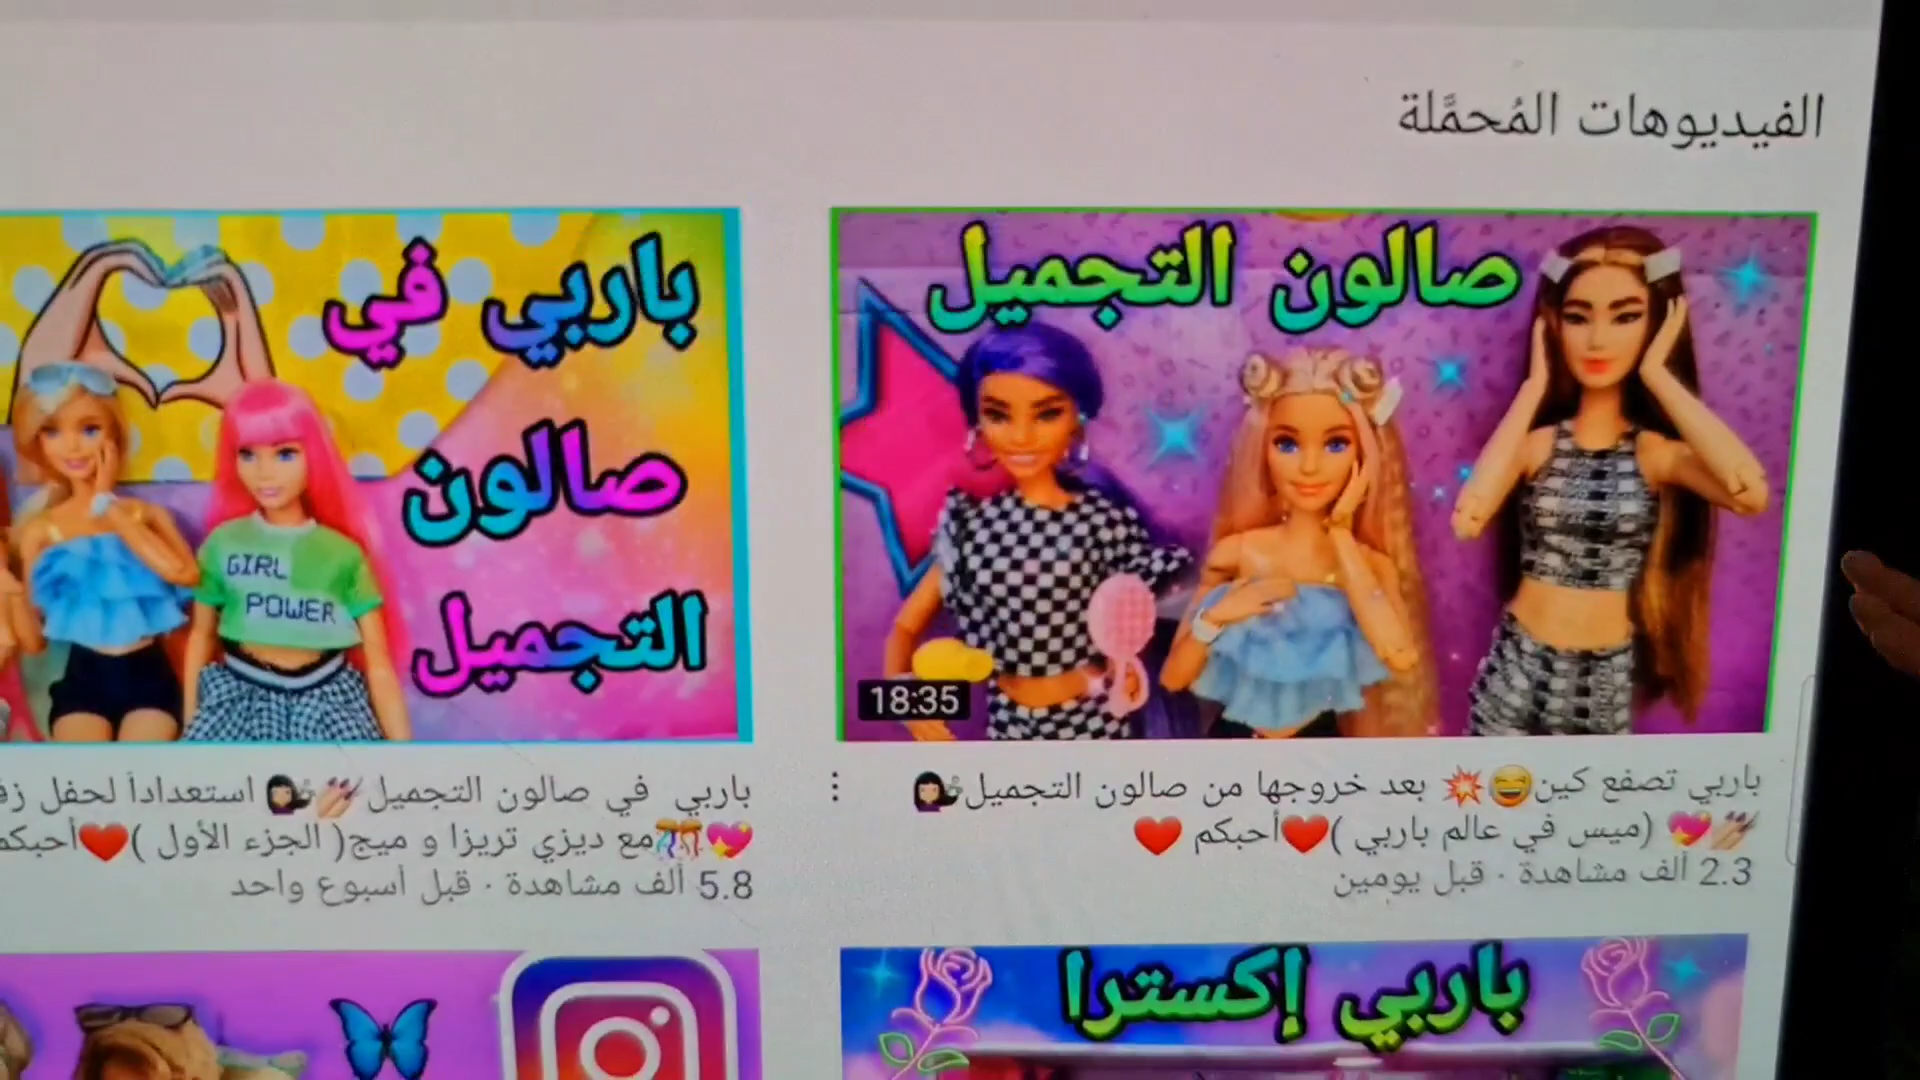 الفيديوهات المُحمَّلة
صالون التجميل
18:35
باربي تصفع كين😅💥 بعد خروجها من صالون التجميل💇🏻‍♀️
💅🏼💖 (ميس في عالم باربي )❤️أحبكم ❤️
2.3 ألف مشاهدة · قبل يومين
باربي في
صالون
التجميل
GIRL
POWER
باربي في صالون التجميل💅🏼💇🏻‍♀️ استعداداً لحفل
💖👯مع ديزي تريزا و ميج( الجزء الأول )❤️أحبكم
5.8 ألف مشاهدة · قبل أسبوع واحد
باربي إكسترا